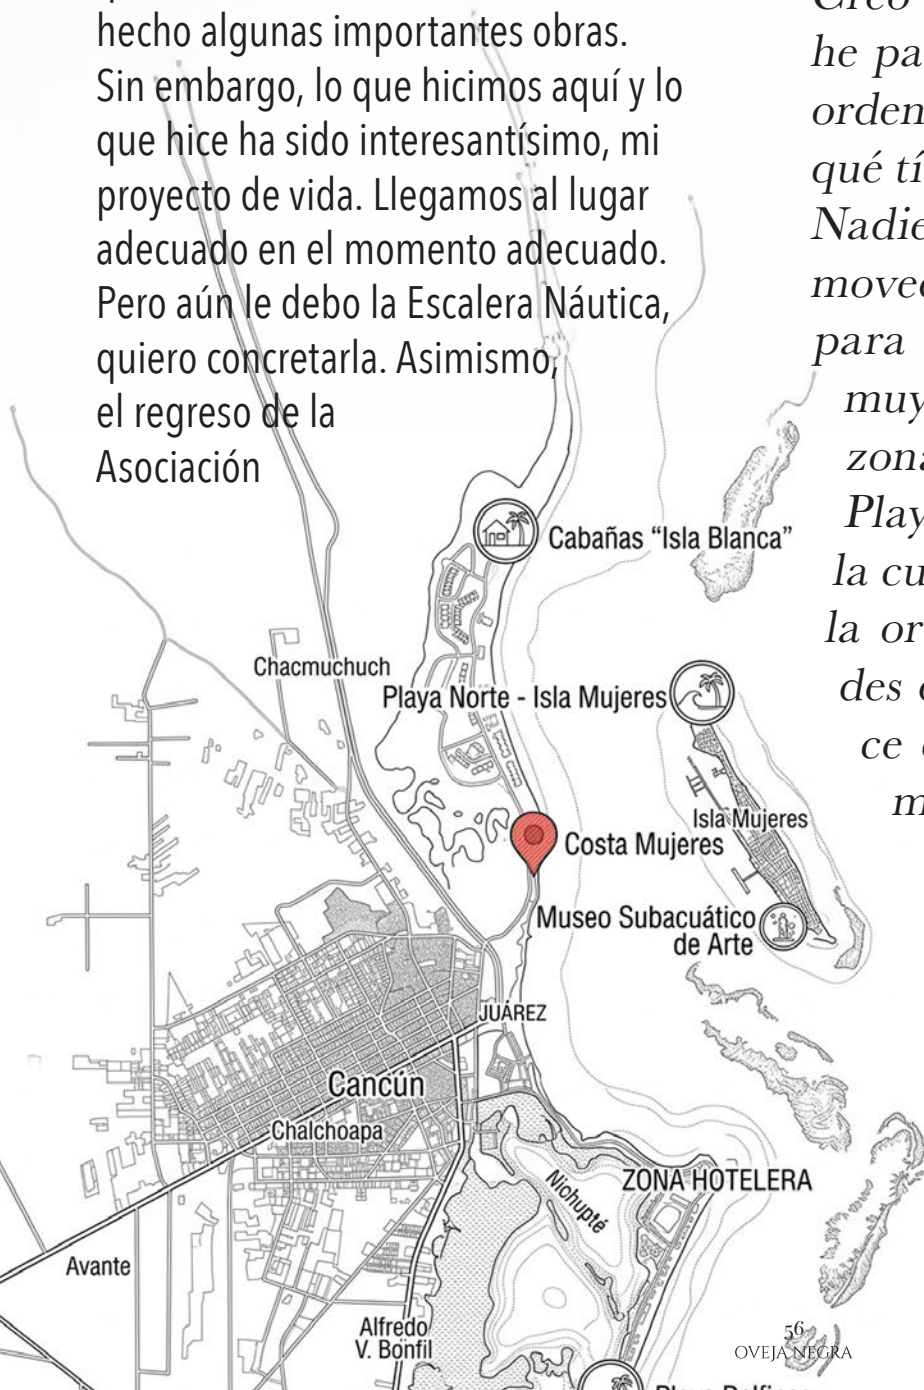 hecho algunas importantes obras.
Sin embargo, lo que hicimos aquí y lo
que hice ha sido interesantísimo, mi
proyecto de vida. Llegamos al lugar
adecuado en el momento adecuado.
Pero aún le debo la Escalera Náutica,
quiero concretarla. Asimismo,
el regreso de la
Asociación
he pa
orden
qué tí
Nadie
para
muy
zona
Play
la cu
la or
des
ce
m
Cabañas “Isla Blanca”
Chacmuchuch
Playa Norte - Isla Mujeres
Isla Mujeres
Costa Mujeres
Museo Subacuático
de Arte
JUÁREZ
Cancún
Chalchoapa
ZONA HOTELERA
Nichupté
Avante
Alfredo
V. Bonfil
56
OVEJA NEGRA